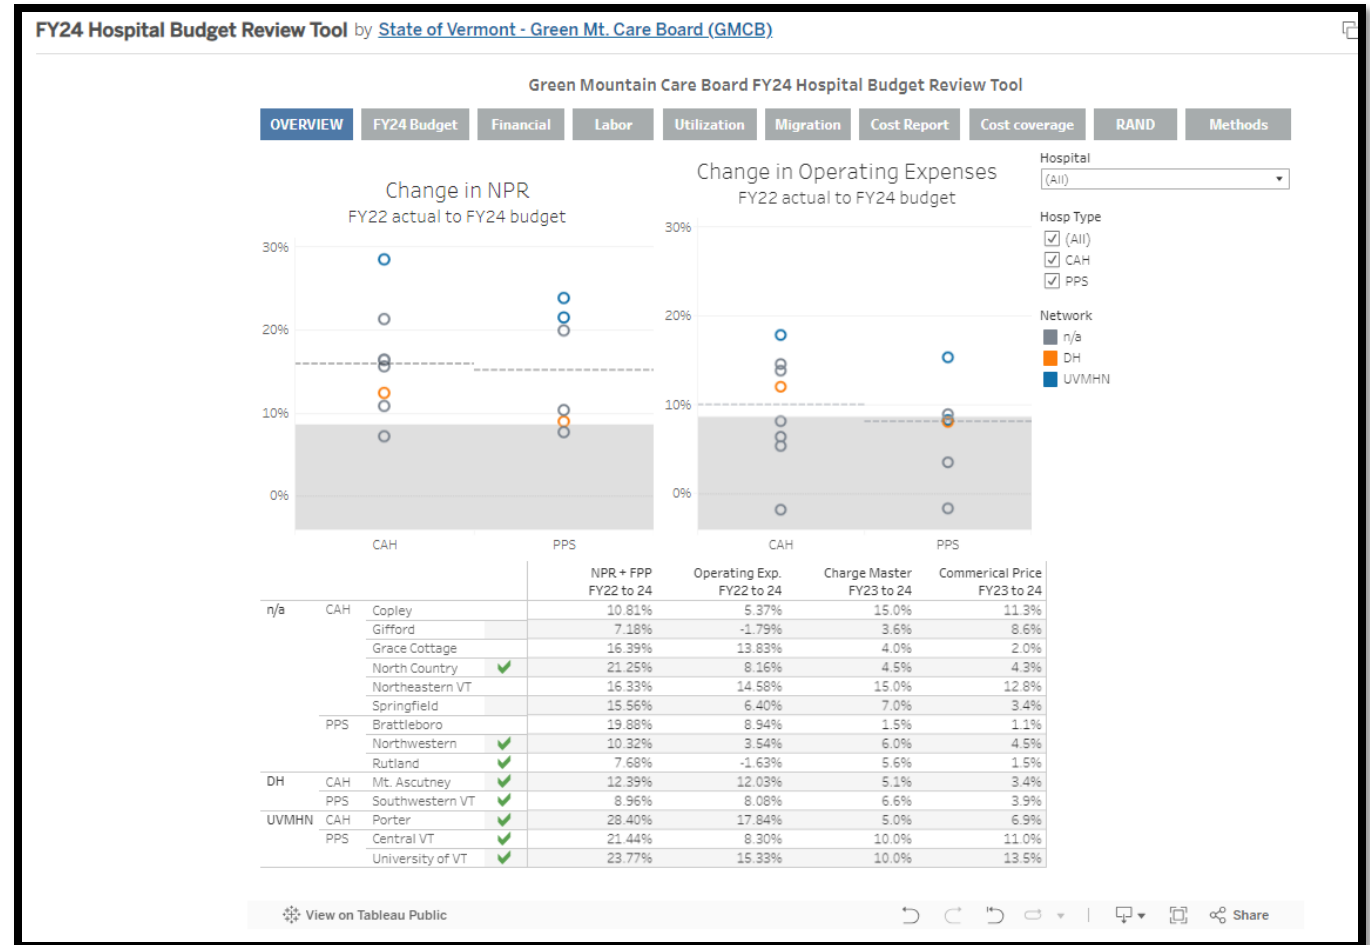 FY24 Hospital Budget Review Tool by State of Vermont - Green Mt. Care Board (GMCB)
Green Mountain Care Board FY24 Hospital Budget Review Tool
OVERVIEW FY24 Budget Financial Labor Utilization Migration Cost Report Cost coverage RAND Methods
Change in NPR
FY22 actual to FY24 budget
30%
20%
10%
0%
CAH PPS
Change in Operating Expenses
FY22 actual to FY24 budget
30%
20%
10%
0%
CAH PPS
Hospital
(All)
Hosp Type
(All)
CAH
PPS
Network
n/a
DH
UVMHN
NPR + FPP Operating Exp. Charge Master Commerical Price
FY22 to 24 FY22 to 24 FY23 to 24 FY23 to 24
n/a CAH Copley 10.81% 5.37% 15.0% 11.3%
Gifford 7.18% -1.79% 3.6% 8.6%
Grace Cottage 16.39% 13.83% 4.0% 2.0%
North Country 21.25% 8.16% 4.5% 4.3%
Northeastern VT 16.33% 14.58% 15.0% 12.8%
Springfield 15.56% 6.40% 7.0% 3.4%
PPS Brattleboro 19.88% 8.94% 1.5% 1.1%
Northwestern 10.32% 3.54% 6.0% 4.5%
Rutland 7.68% -1.63% 5.6% 1.5%
DH CAH Mt. Ascutney 12.39% 12.03% 5.1% 3.4%
PPS Southwestern VT 8.96% 8.08% 6.6% 3.9%
UVMHN CAH Porter 28.40% 17.84% 5.0% 6.9%
PPS Central VT 21.44% 8.30% 10.0% 11.0%
University of VT 23.77% 15.33% 10.0% 13.5%
View on Tableau Public
Share